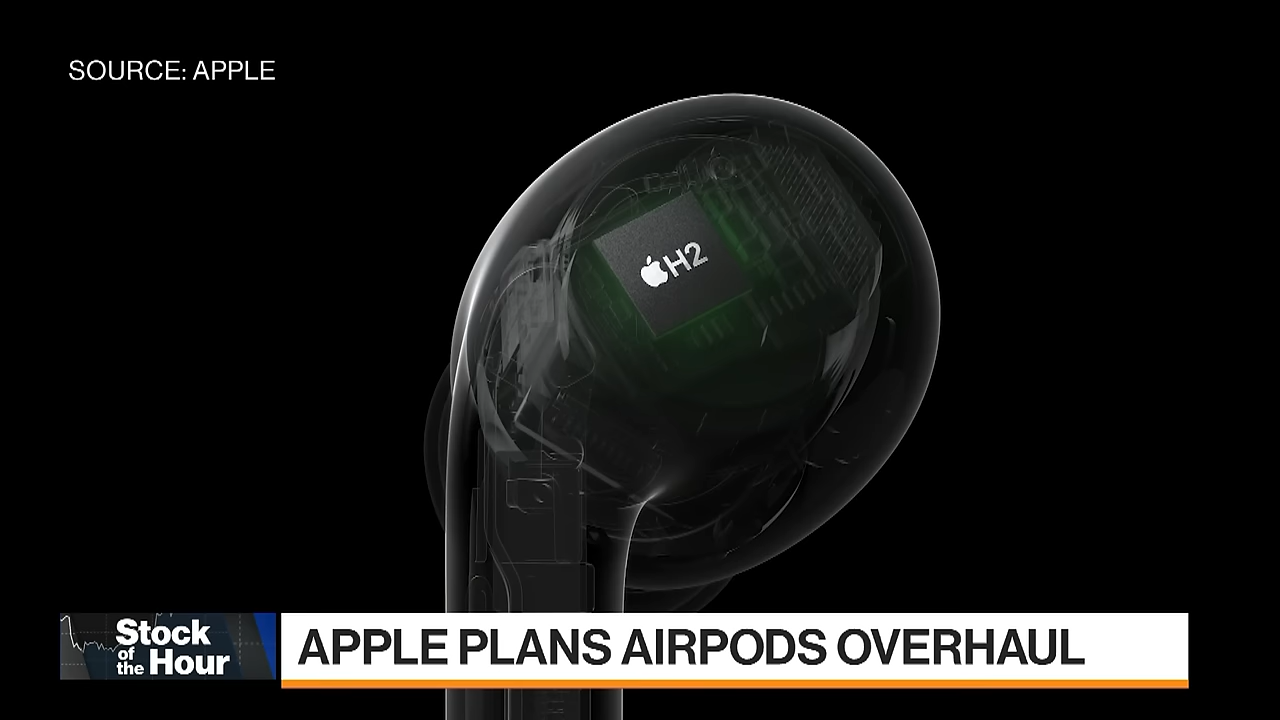 SOURCE: APPLE
H2
Stock
of
the Hour
APPLE PLANS AIRPODS OVERHAUL